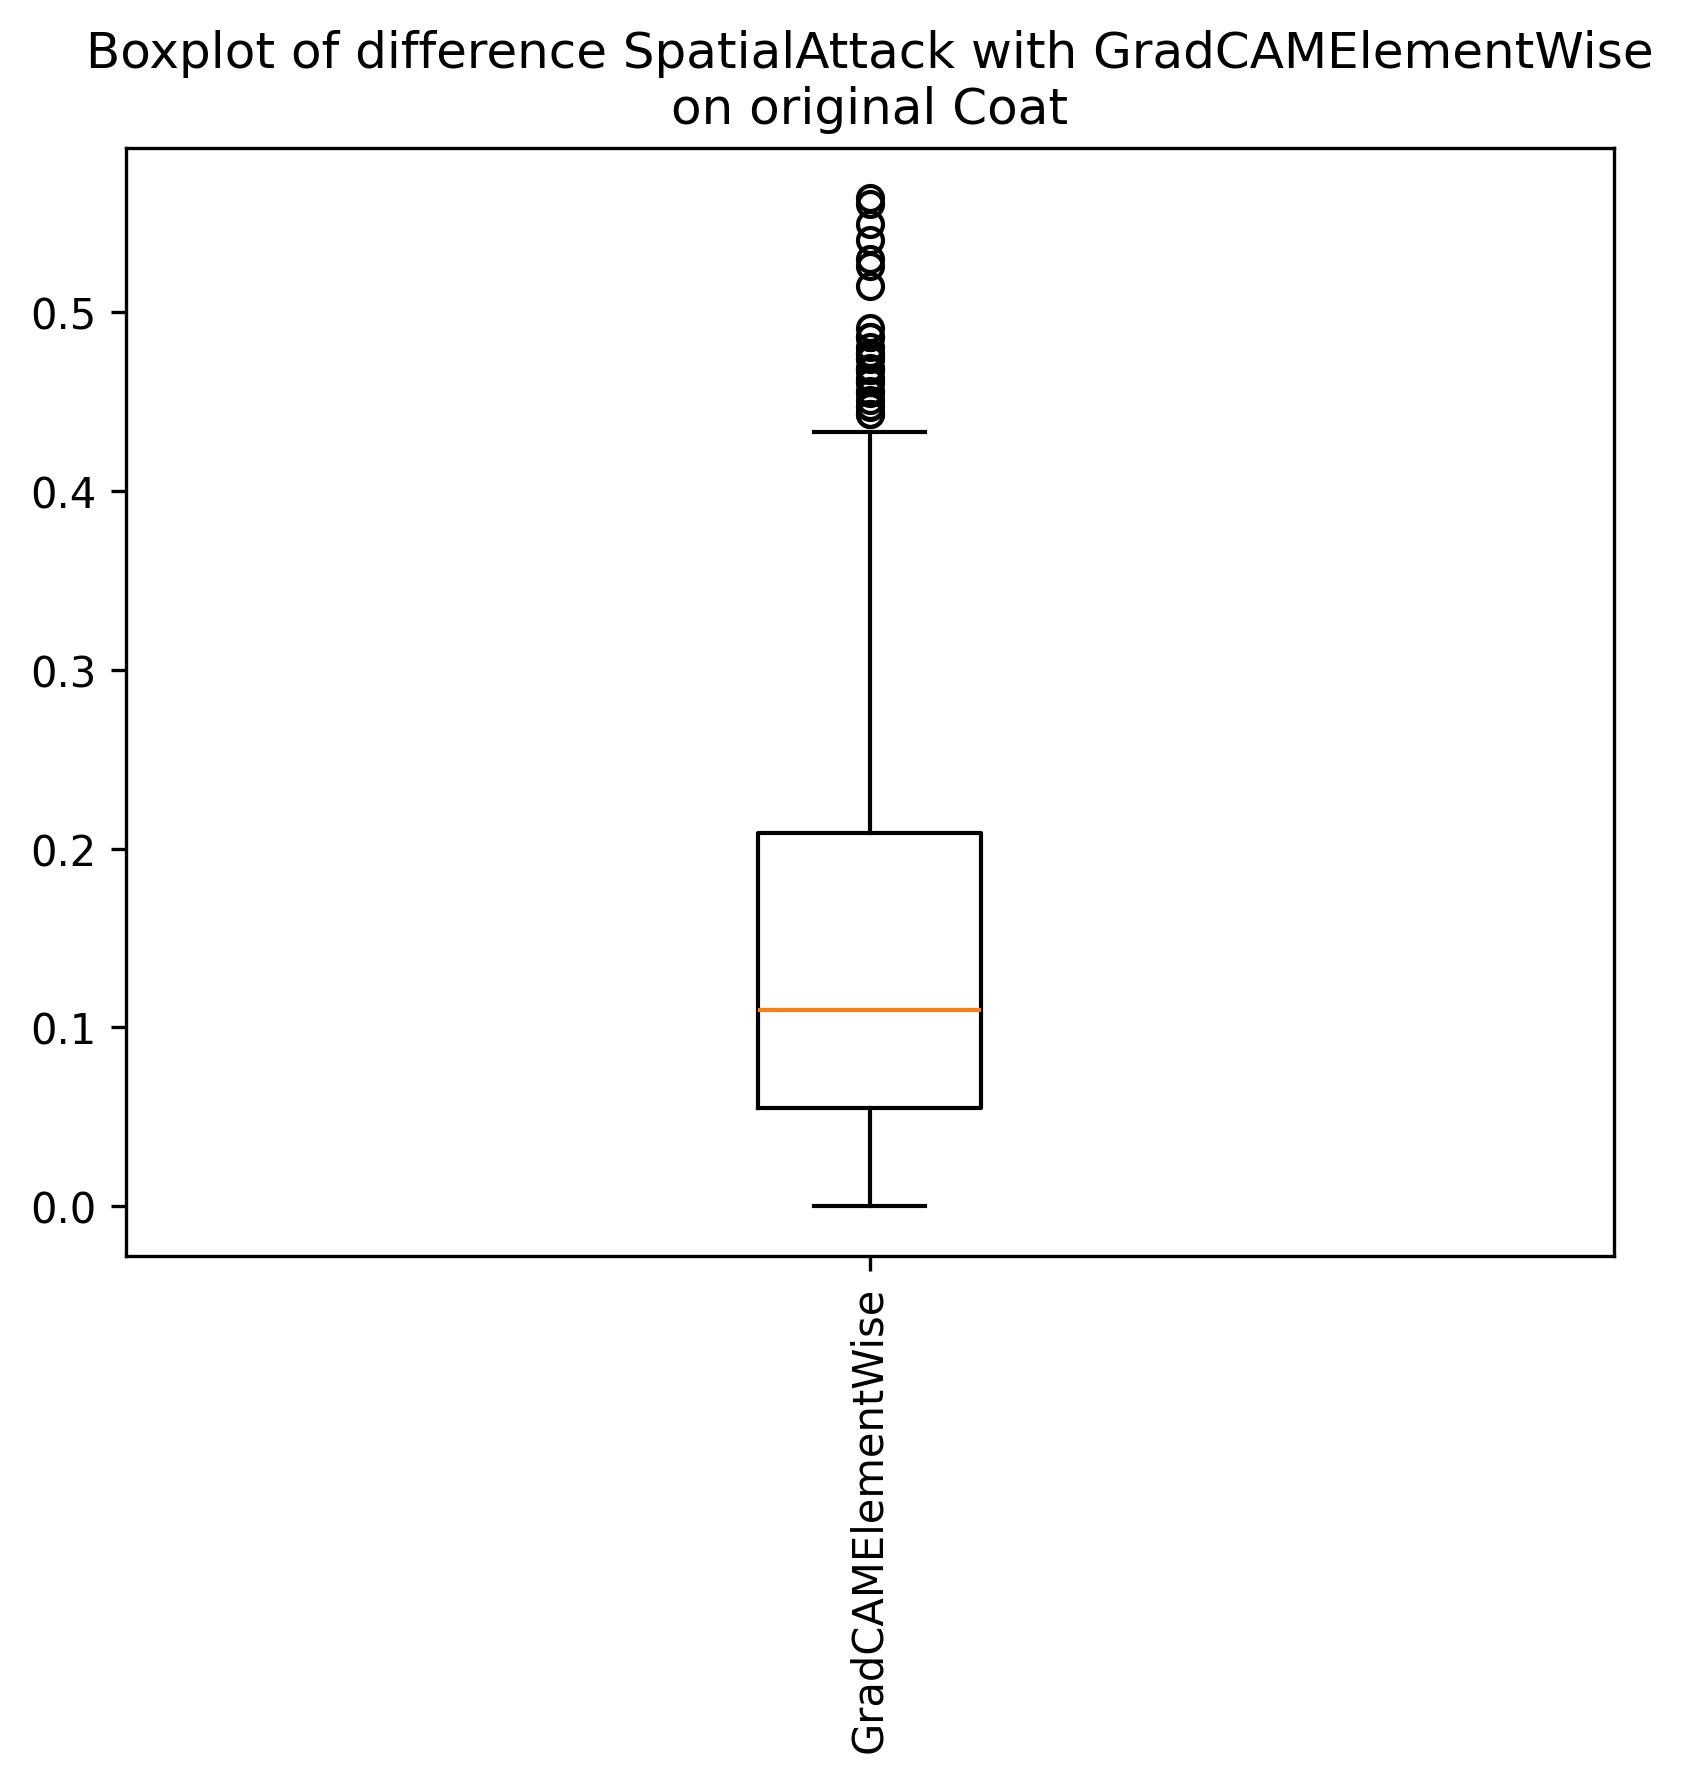 Boxplot of difference SpatialAttack with GradCAMElementWise
on original Coat
0.5
0.4
0.3
0.2
0.1
0.0
GradCAMElementWise